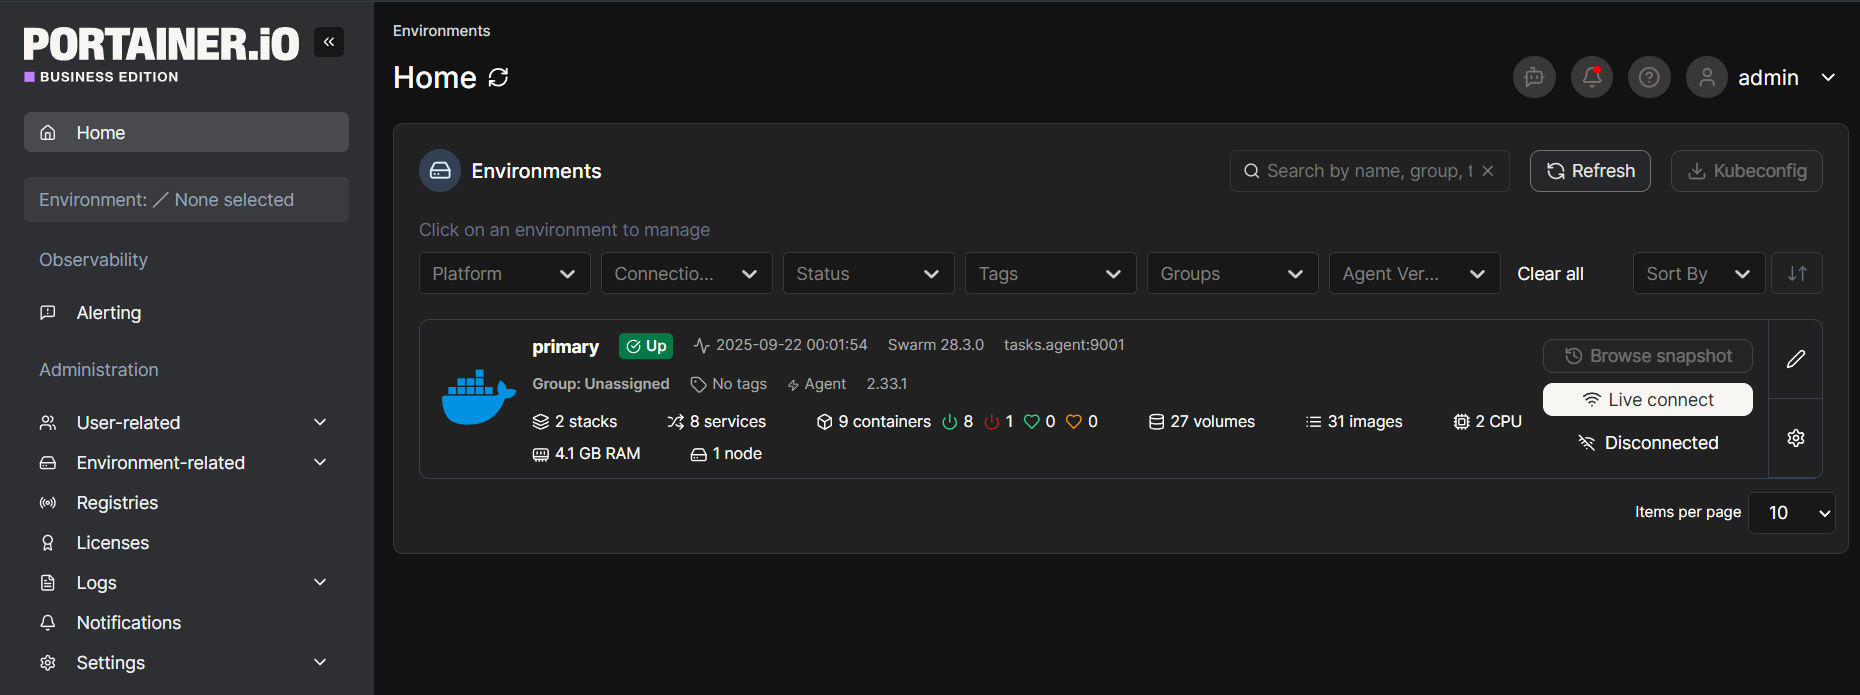 PORTAINER.iO
BUSINESS EDITION
Home
Environment: / None selected
Observability
Alerting
Administration
User-related
Environment-related
Registries
Licenses
Logs
Notifications
Settings
Environments
Home
admin
Environments
Search by name, group, t
Refresh
Kubeconfig
Click on an environment to manage
Platform
Connectio...
Status
Tags
Groups
Agent Ver...
Clear all
Sort By
primary Up 2025-09-22 00:01:54 Swarm 28.3.0 tasks.agent:9001
Group: Unassigned No tags Agent 2.33.1
2 stacks 8 services 9 containers 8 1 0 0 27 volumes 31 images 2 CPU
4.1 GB RAM 1 node
Browse snapshot
Live connect
Disconnected
Items per page 10